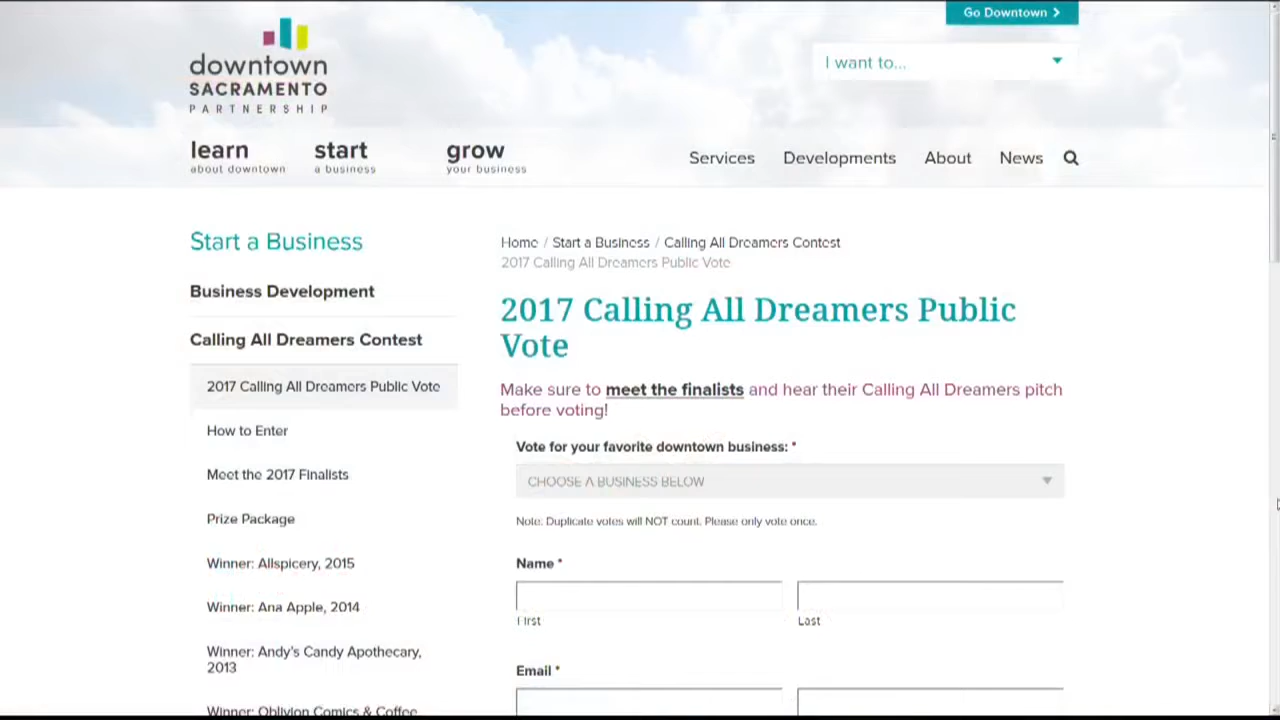 Go Downtown
downtown
SACRAMENTO
PARTNERSHIP
I want to...
learn
about downtown
start
a business
grow
your business
Services
Developments
About
News
Start a Business
Business Development
Calling All Dreamers Contest
2017 Calling All Dreamers Public Vote
How to Enter
Meet the 2017 Finalists
Prize Package
Winner: Allspicery, 2015
Winner: Ana Apple, 2014
Winner: Andy's Candy Apothecary,
2013
Winner: Oblivion Comics & Coffee
Home / Start a Business / Calling All Dreamers Contest
2017 Calling All Dreamers Public Vote
2017 Calling All Dreamers Public
Vote
Make sure to meet the finalists and hear their Calling All Dreamers pitch
before voting!
Vote for your favorite downtown business: *
CHOOSE A BUSINESS BELOW
Note: Duplicate votes will NOT count. Please only vote once.
Name *
First
Last
Email *